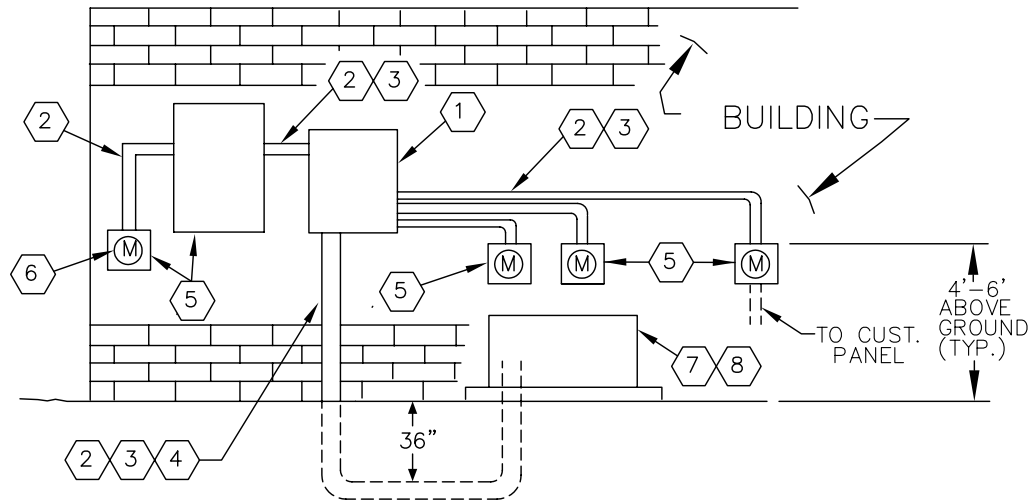 2 3
2
1
2 3
BUILDING
M
6
5
M
M
M
5
5
4'-6'
ABOVE
GROUND
(TYP.)
TO CUST.
PANEL
7 8
36"
2 3 4